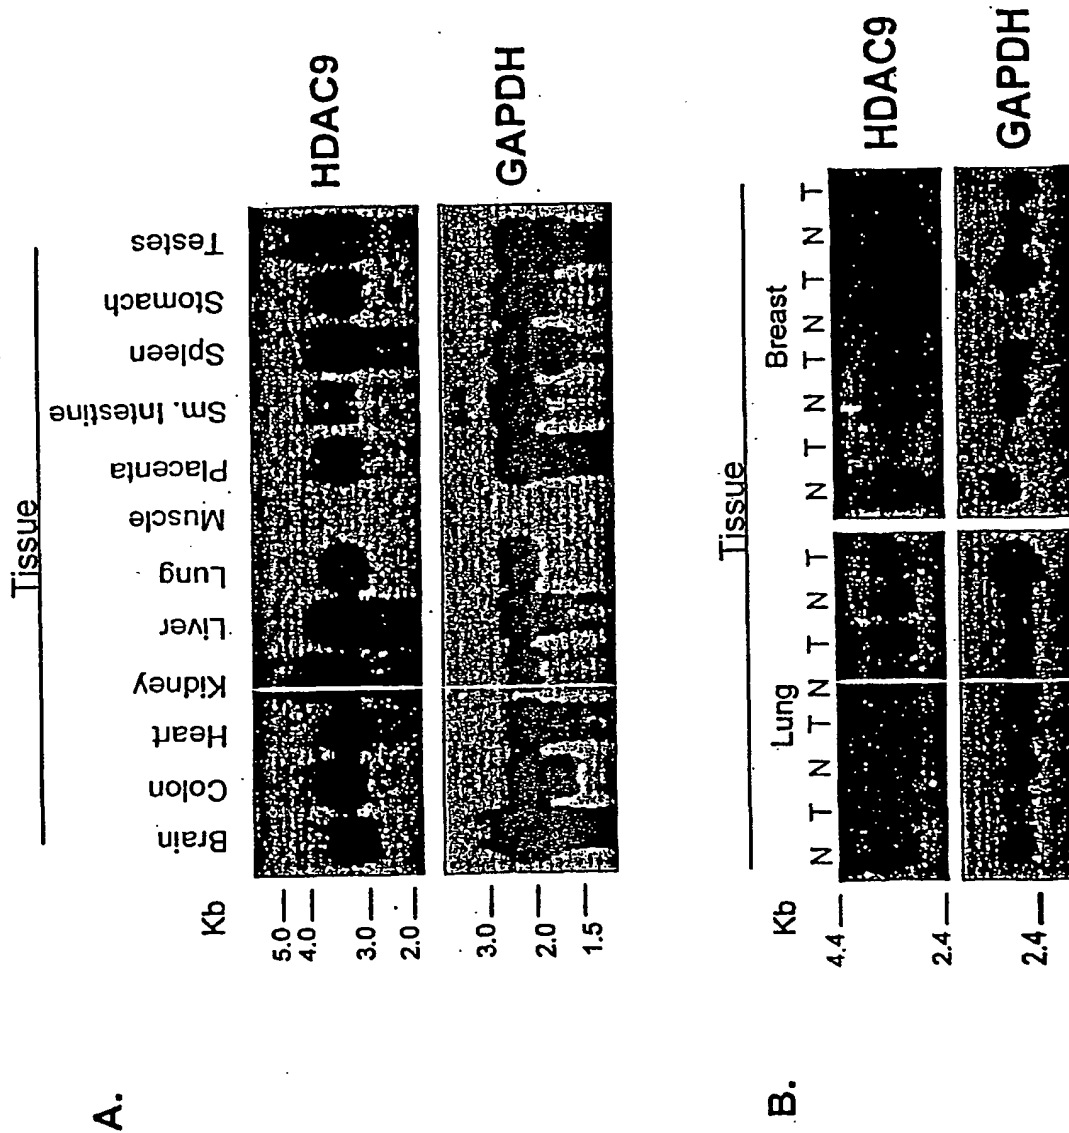 A.
Tissue
Kb
Brain
Colon
Heart
Kidney
Liver
Lung
Muscle
Placenta
Sm. Intestine
Spleen
Stomach
Testes
5.0
4.0
3.0
2.0
HDAC9
3.0
2.0
1.5
GAPDH
B.
Tissue
Lung Breast
Kb N T N T N T N T N T N T N T N T
4.4
2.4
HDAC9
2.4
GAPDH